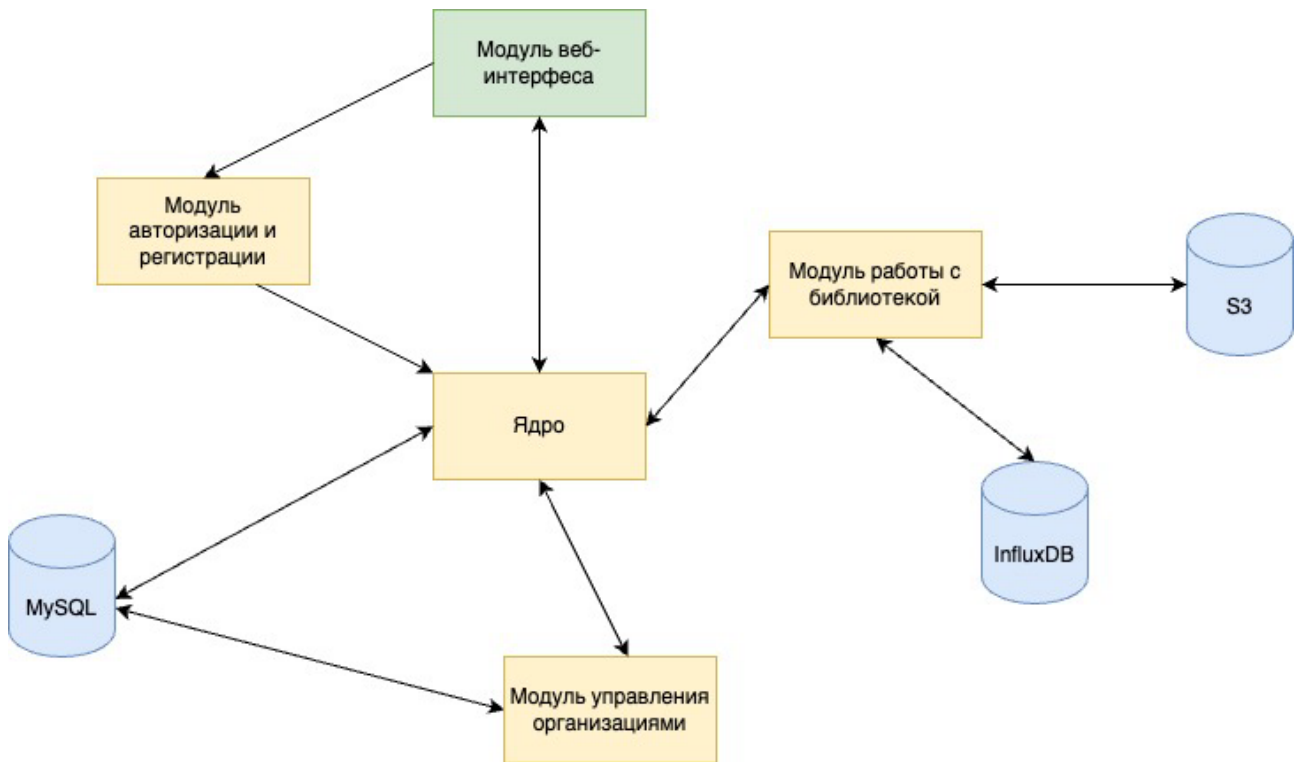 Модуль веб-
интерфеса
Модуль
авторизации и
регистрации
Модуль работы с
библиотекой
S3
Ядро
InfluxDB
MySQL
Модуль управления
организациями